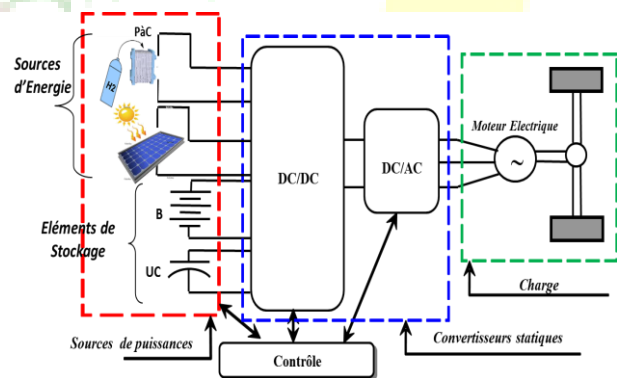 PàC
Sources
d'Energie
H2
B
Eléments de
Stockage
UC
DC/DC
DC/AC
Moteur Electrique
~
Charge
Sources de puissances
Convertisseurs statiques
Contrôle